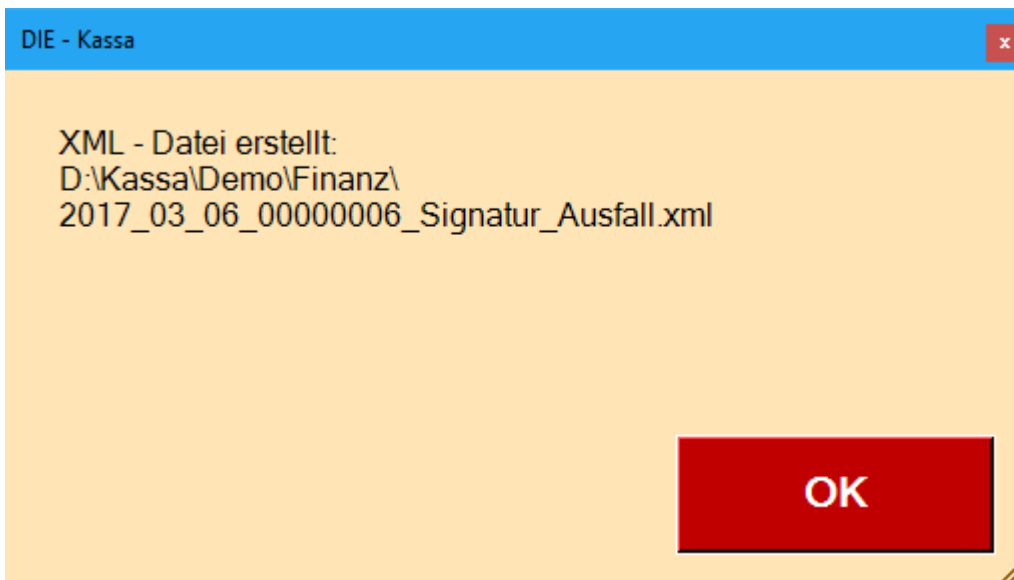 DIE - Kassa
x
XML - Datei erstellt:
D:\Kassa\Demo\Finanz\
2017_03_06_00000006_Signatur_Ausfall.xml
OK